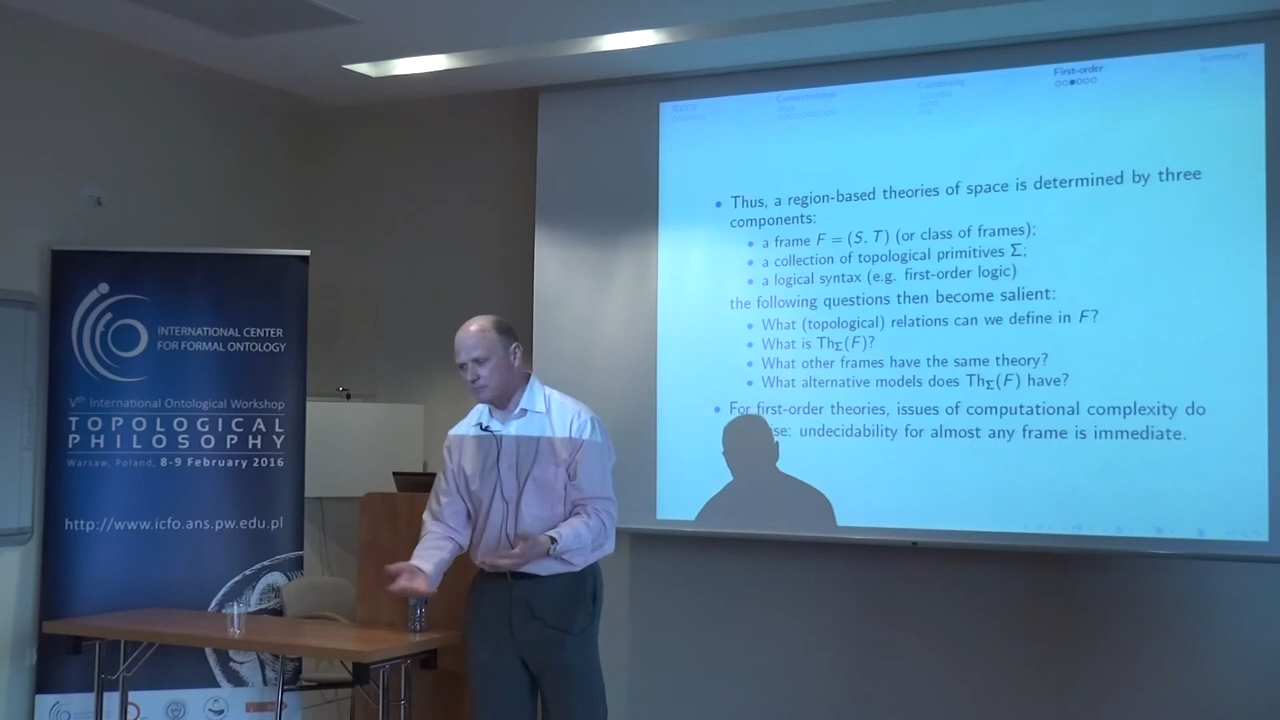 INTERNATIONAL CENTER
FOR FORMAL ONTOLOGY
Vth International Ontological Workshop
TOPOLOGICAL
PHILOSOPHY
Warsaw, Poland, 8-9 February 2016
http://www.icfo.ans.pw.edu.pl
First-order
Summary
Thus, a region-based theories of space is determined by three
components:
a frame F = (S, T) (or class of frames);
a collection of topological primitives Σ;
a logical syntax (e.g. first-order logic)
the following questions then become salient:
What (topological) relations can we define in F?
What is ThΣ(F)?
What other frames have the same theory?
What alternative models does ThΣ(F) have?
For first-order theories, issues of computational complexity do
undecidability for almost any frame is immediate.